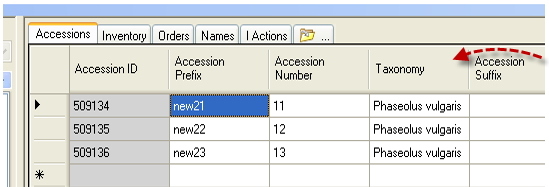 Accessions Inventory Orders Names I Actions ...
Accession ID Accession Prefix Accession Number Taxonomy Accession Suffix
509134 new21 11 Phaseolus vulgaris
509135 new22 12 Phaseolus vulgaris
509136 new23 13 Phaseolus vulgaris
*